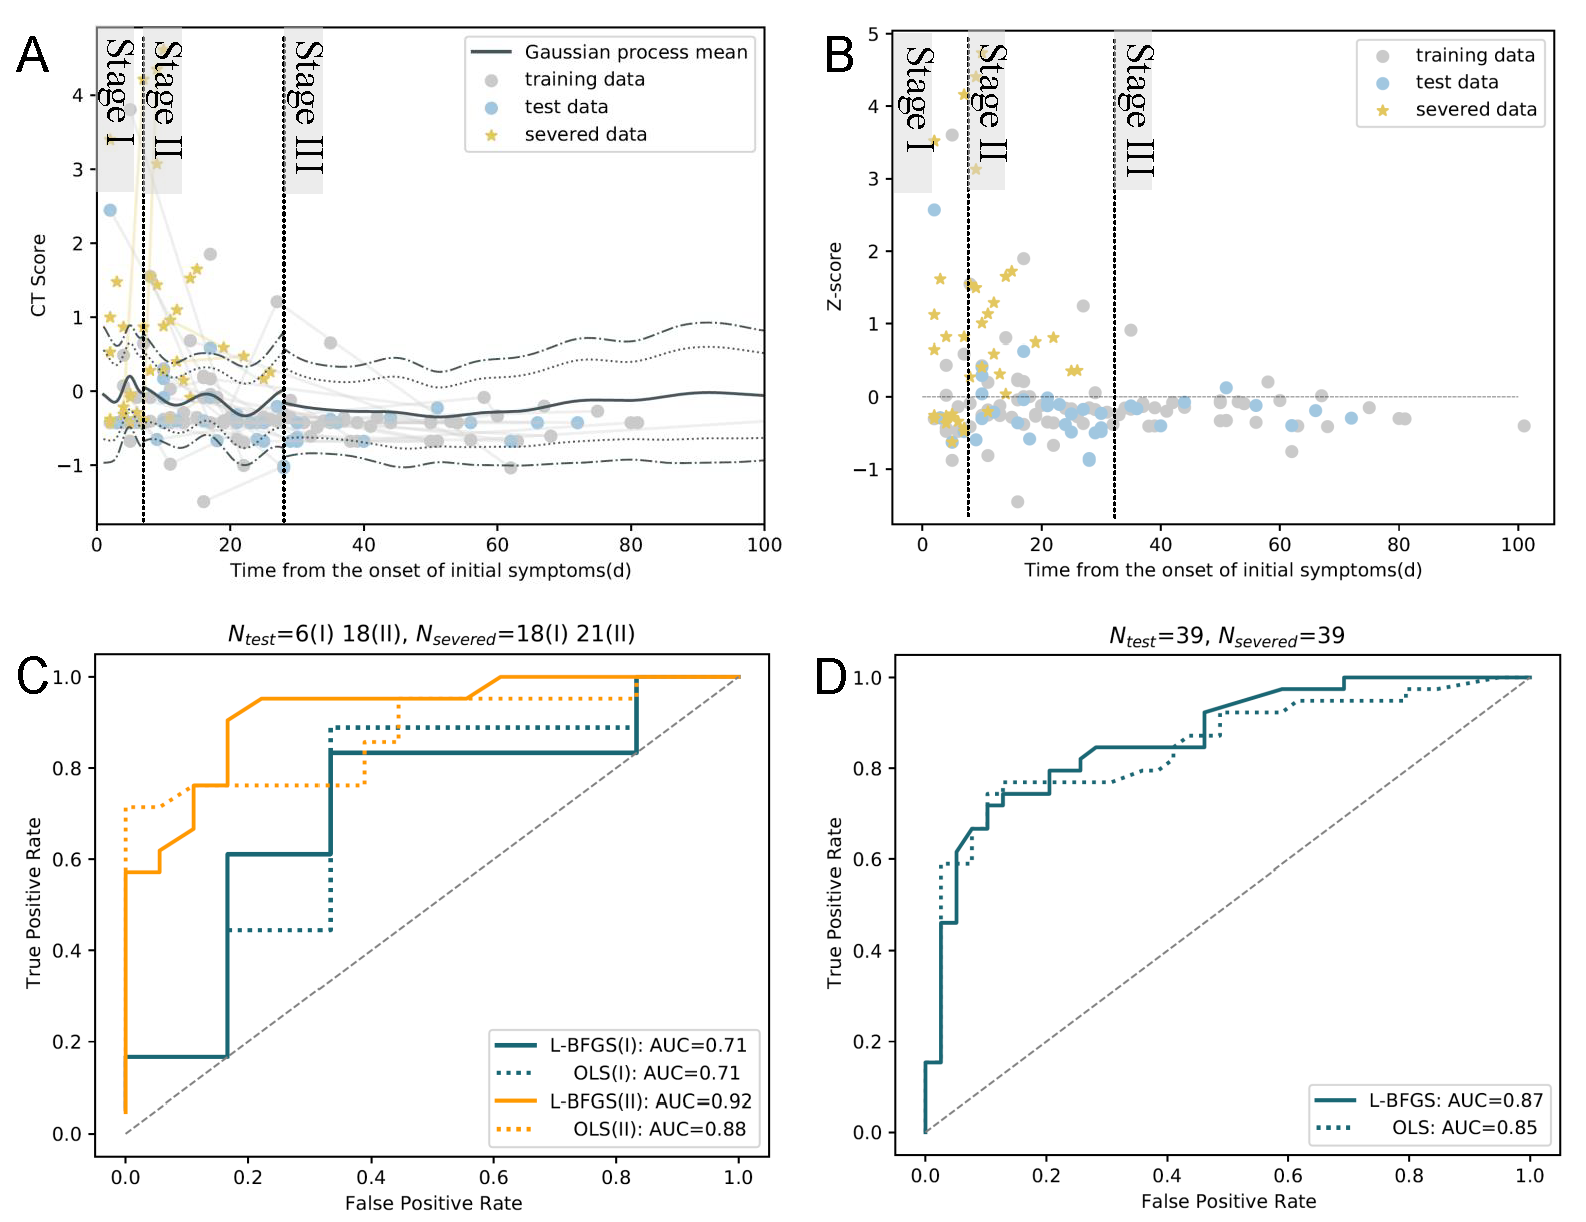 A
Stage I
Stage II
Stage III
Gaussian process mean
training data
test data
severed data
CT Score
4
3
2
1
0
−1
0 20 40 60 80 100
Time from the onset of initial symptoms(d)
B
Stage I
Stage II
Stage III
training data
test data
severed data
Z-score
5
4
3
2
1
0
−1
0 20 40 60 80 100
Time from the onset of initial symptoms(d)
C
N_test=6(I) 18(II), N_severed=18(I) 21(II)
True Positive Rate
1.0
0.8
0.6
0.4
0.2
0.0
L-BFGS(I): AUC=0.71
OLS(I): AUC=0.71
L-BFGS(II): AUC=0.92
OLS(II): AUC=0.88
0.0 0.2 0.4 0.6 0.8 1.0
False Positive Rate
D
N_test=39, N_severed=39
True Positive Rate
1.0
0.8
0.6
0.4
0.2
0.0
L-BFGS: AUC=0.87
OLS: AUC=0.85
0.0 0.2 0.4 0.6 0.8 1.0
False Positive Rate